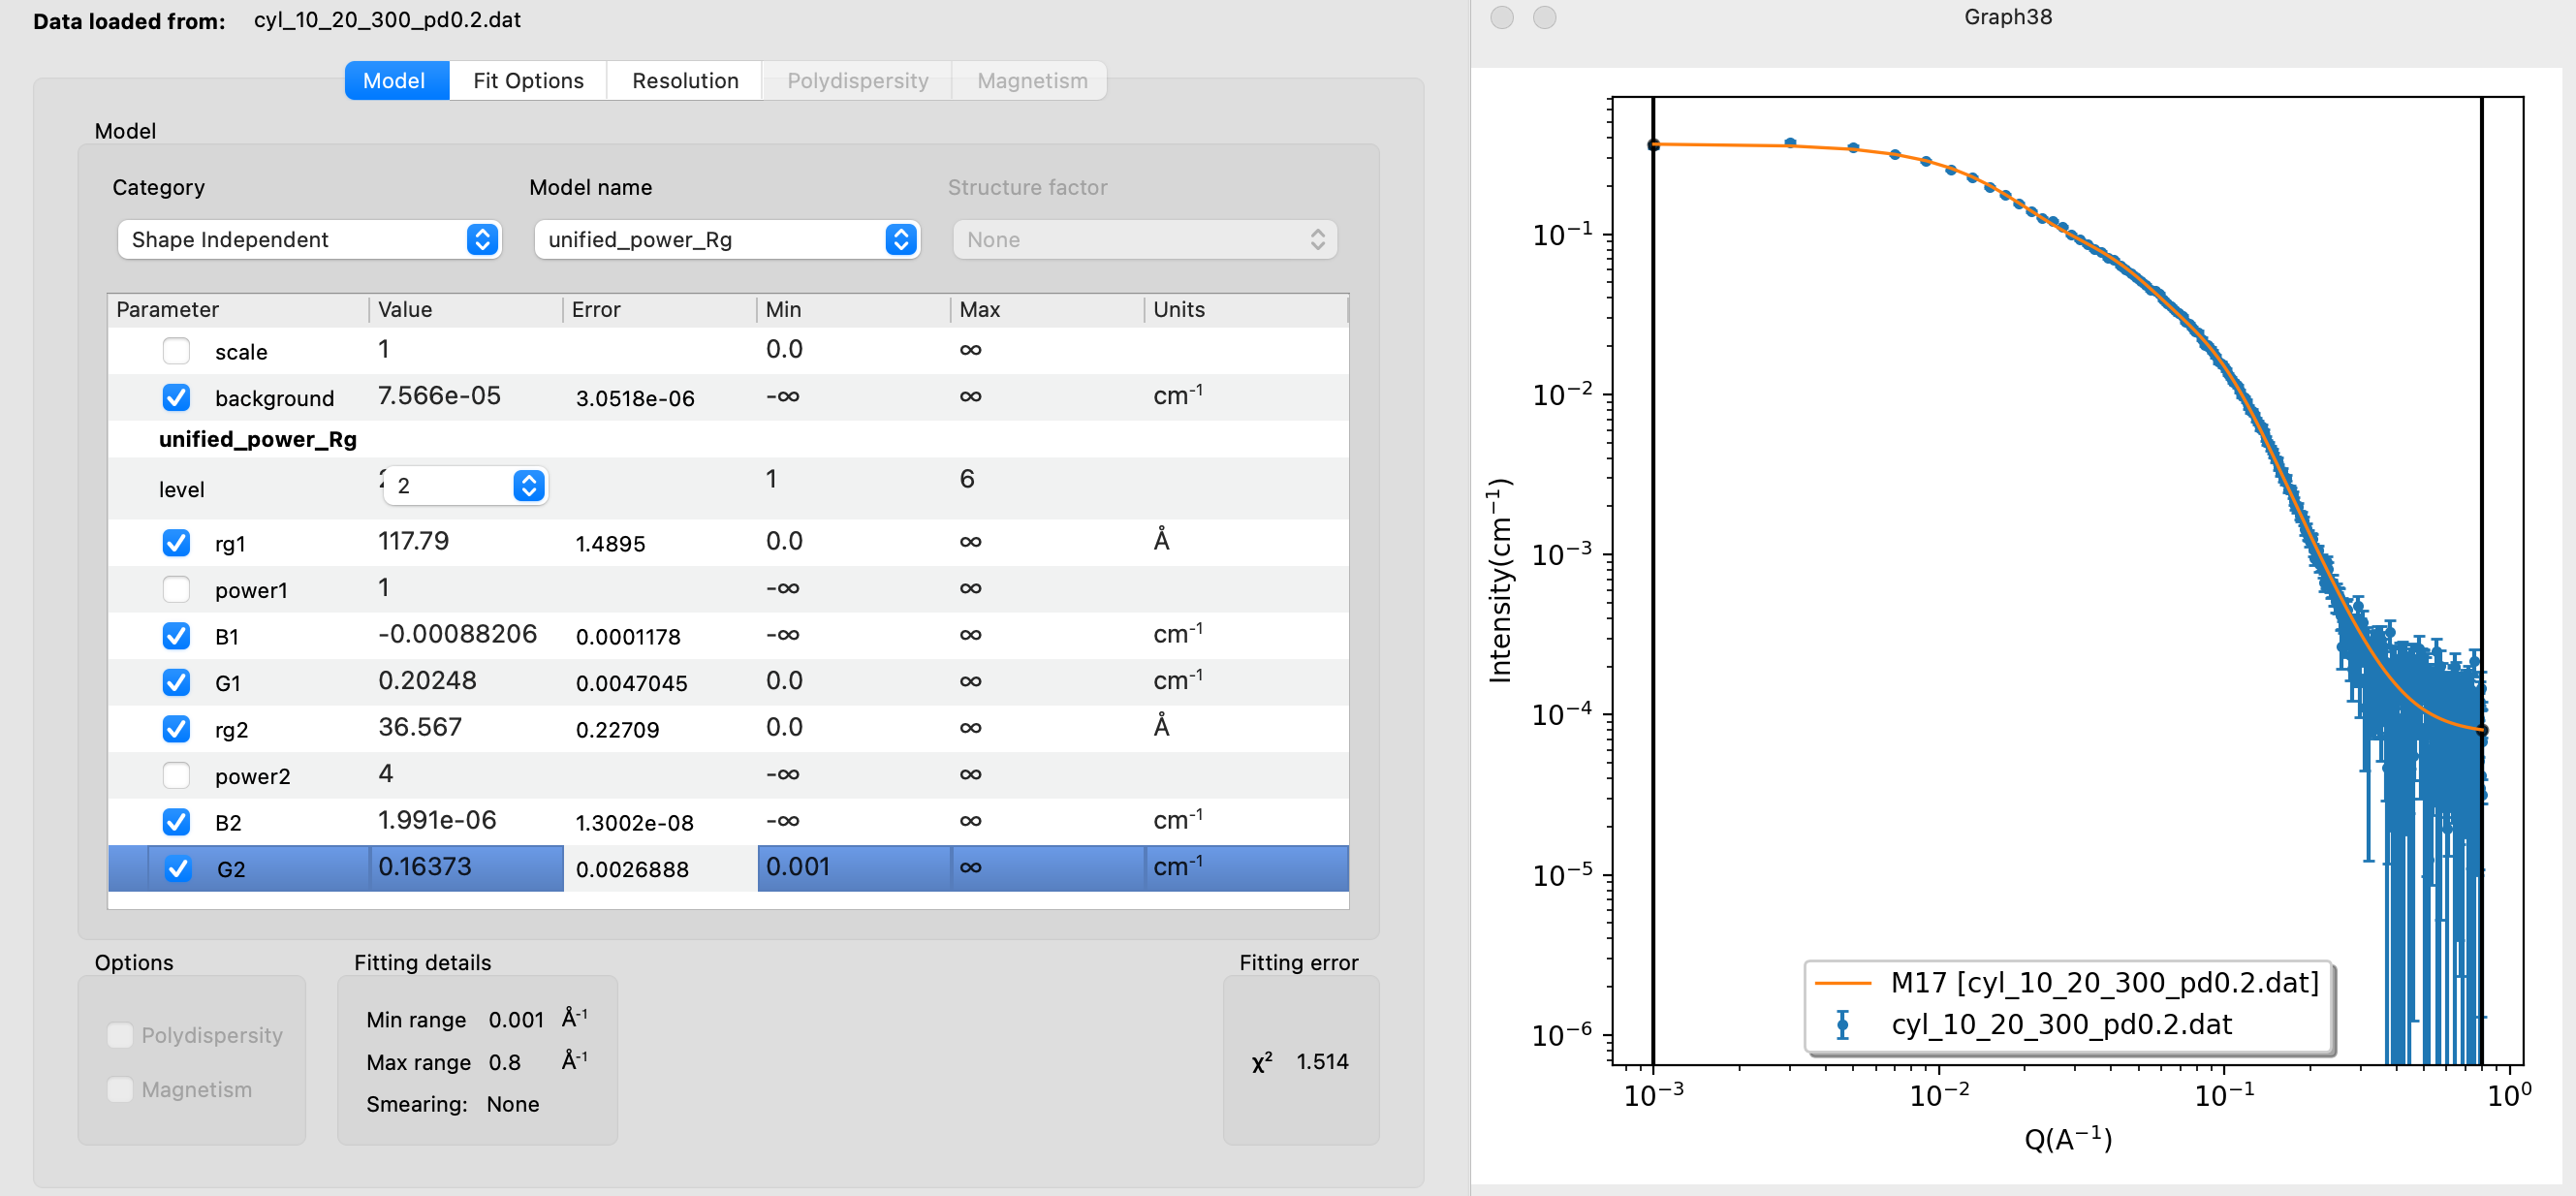 Data loaded from: cyl_10_20_300_pd0.2.dat
Model Fit Options Resolution Polydispersity Magnetism
Model
Category Model name Structure factor
Shape Independent unified_power_Rg None
Parameter Value Error Min Max Units
scale 1 0.0 ∞
background 7.566e-05 3.0518e-06 -∞ ∞ cm⁻¹
unified_power_Rg
level 2 1 6
rg1 117.79 1.4895 0.0 ∞ Å
power1 1 -∞ ∞
B1 -0.00088206 0.0001178 -∞ ∞ cm⁻¹
G1 0.20248 0.0047045 0.0 ∞ cm⁻¹
rg2 36.567 0.22709 0.0 ∞ Å
power2 4 -∞ ∞
B2 1.991e-06 1.3002e-08 -∞ ∞ cm⁻¹
G2 0.16373 0.0026888 0.001 ∞ cm⁻¹
Options
Polydispersity
Magnetism
Fitting details
Min range 0.001 Å⁻¹
Max range 0.8 Å⁻¹
Smearing: None
Fitting error
χ² 1.514
Graph38
Intensity(cm⁻¹)
10⁻¹
10⁻²
10⁻³
10⁻⁴
10⁻⁵
10⁻⁶
M17 [cyl_10_20_300_pd0.2.dat]
cyl_10_20_300_pd0.2.dat
10⁻³ 10⁻² 10⁻¹ 10⁰
Q(A⁻¹)